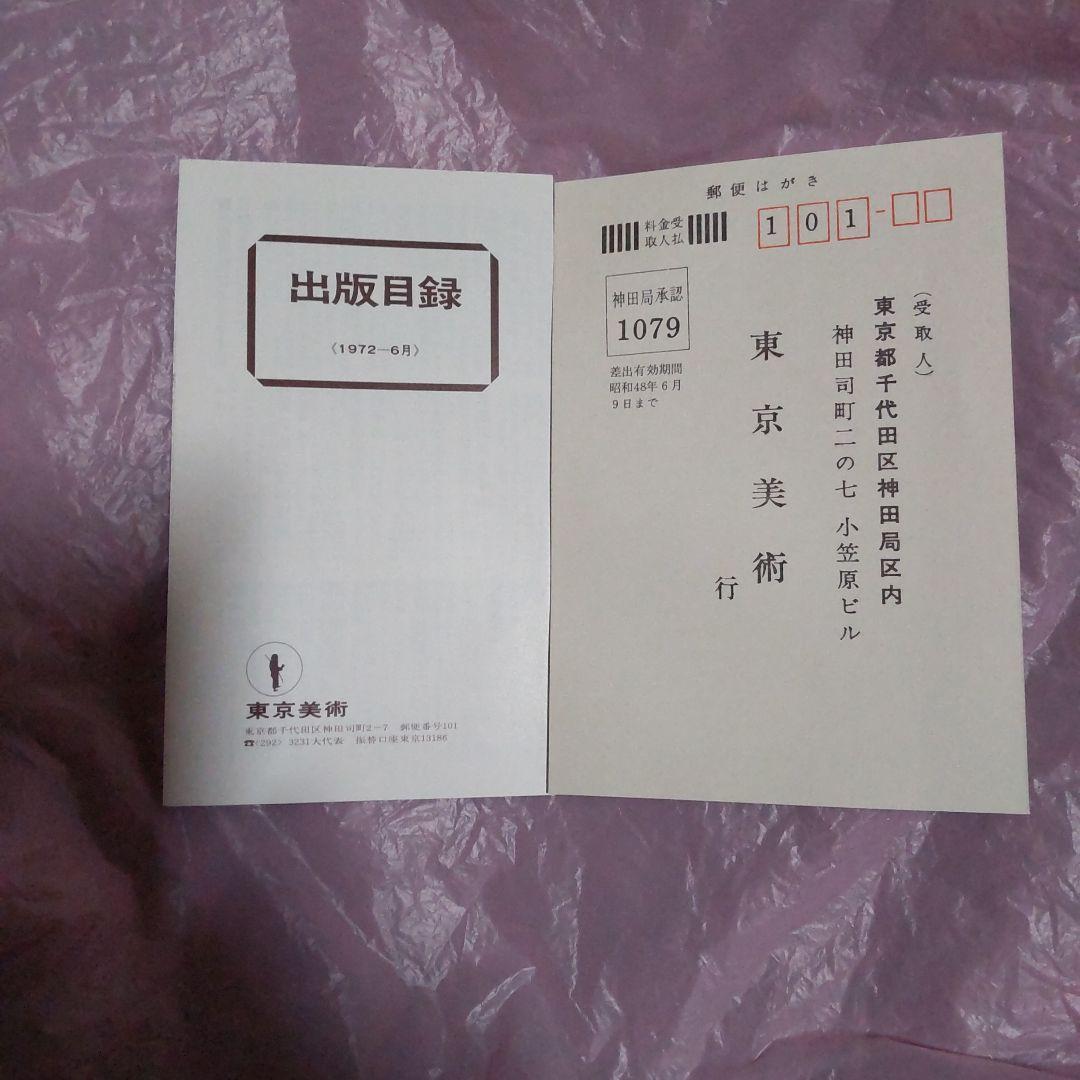 出版目録
〈1972—6月〉
東京美術
東京都千代田区神田司町2−7　郵便番号101
☎〈292〉3231大代表　振替口座東京13186
郵便はがき
料金受
取人払
101-
神田局承認
1079
差出有効期間
昭和48年6月
9日まで
（受取人）
東京都千代田区神田局区内
神田司町二の七　小笠原ビル
東京美術
行